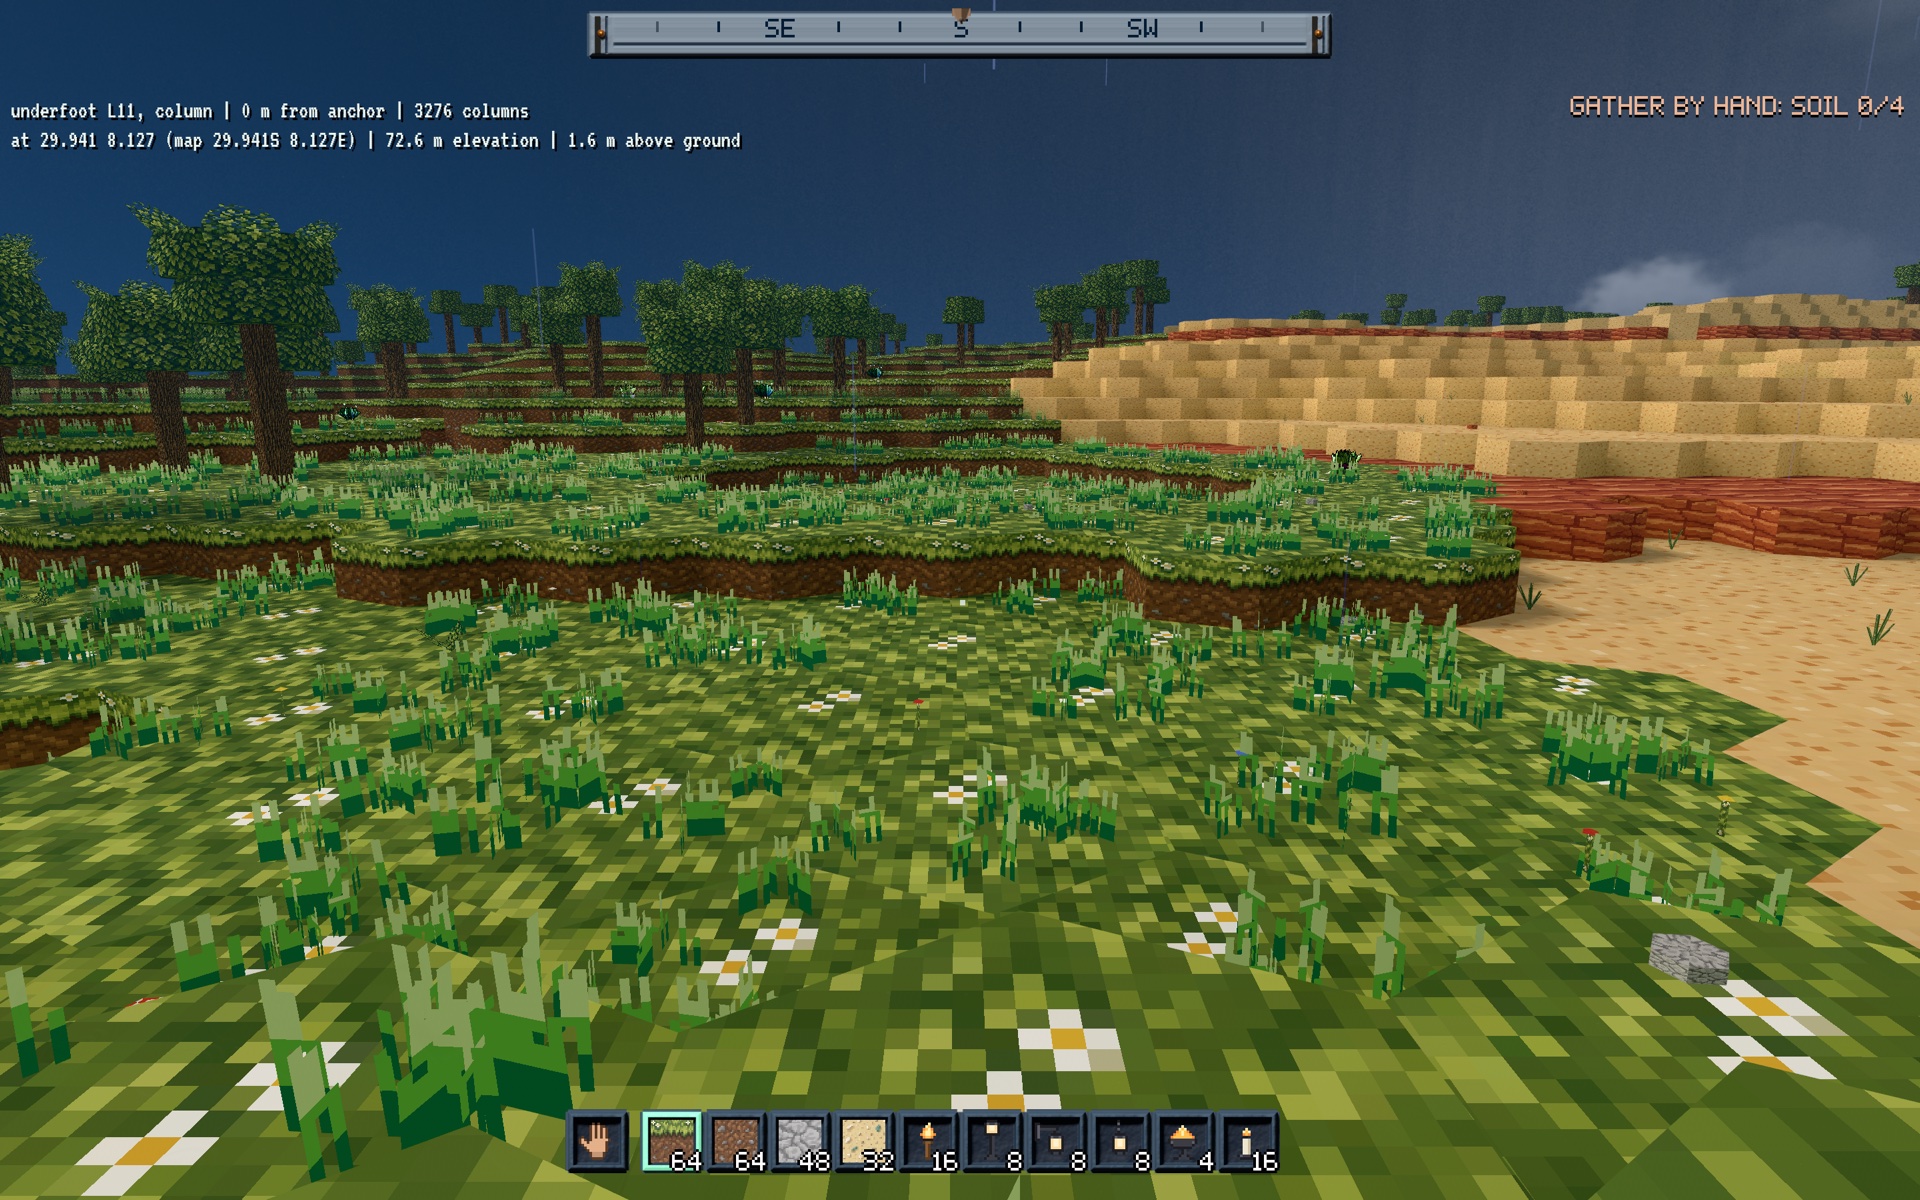 SE S SW
underfoot L11, column | 0 m from anchor | 3276 columns
GATHER BY HAND: SOIL 0/4
at 29.941 8.127 (map 29.941S 8.127E) | 72.6 m elevation | 1.6 m above ground
64 64 48 32 16 8 8 8 4 16